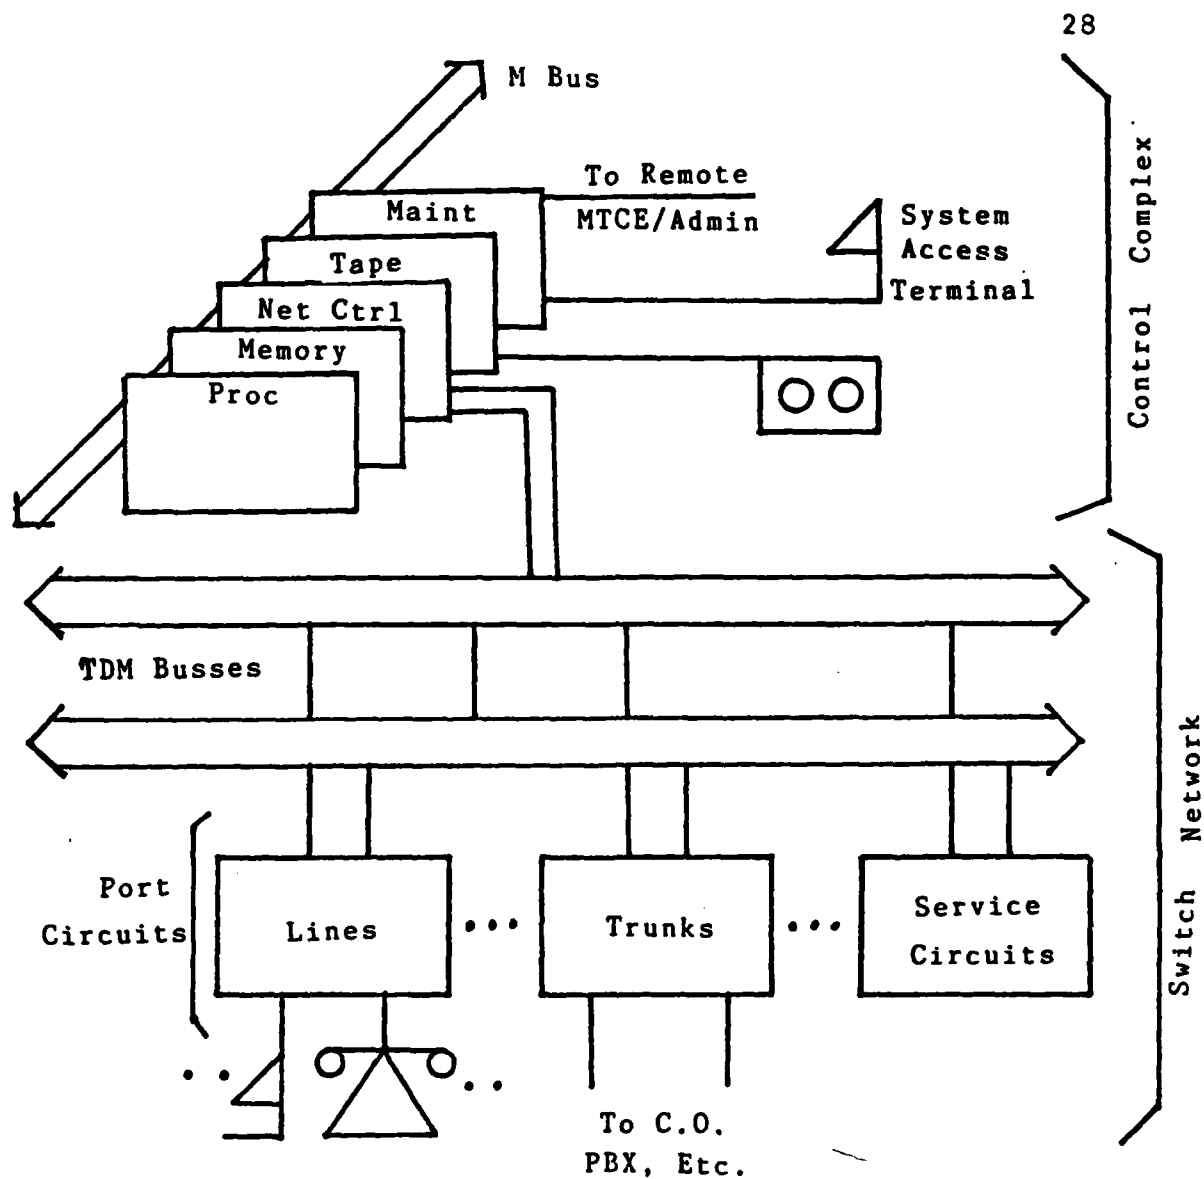 28
M Bus
To Remote
MTCE/Admin
System
Access
Terminal
Maint
Tape
Net Ctrl
Memory
Proc
Control Complex
TDM Busses
Port
Circuits
Lines
Trunks
Service
Circuits
Switch Network
To C.O.
PBX, Etc.